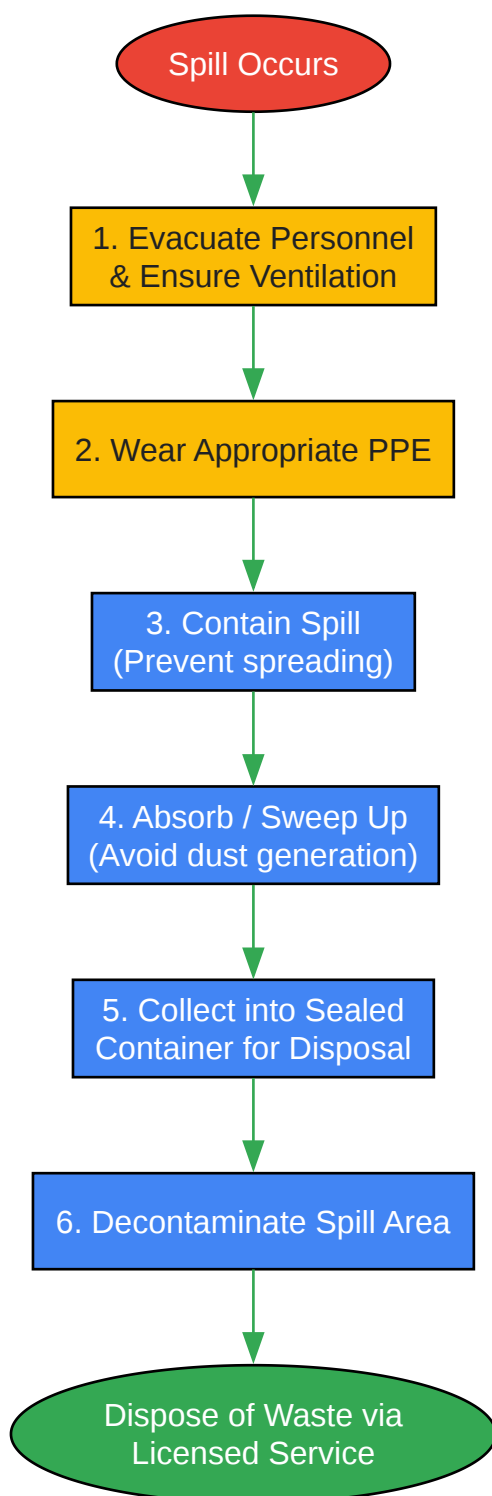 Spill Occurs
1. Evacuate Personnel
& Ensure Ventilation
2. Wear Appropriate PPE
3. Contain Spill
(Prevent spreading)
4. Absorb / Sweep Up
(Avoid dust generation)
5. Collect into Sealed
Container for Disposal
6. Decontaminate Spill Area
Dispose of Waste via
Licensed Service